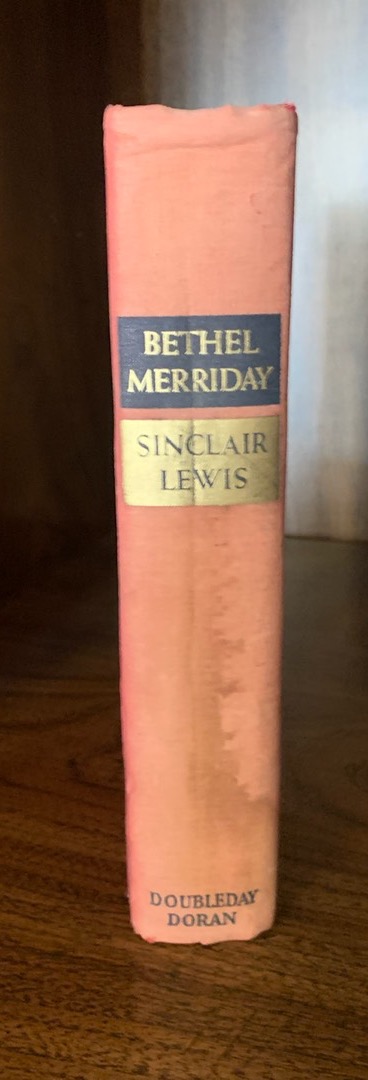 BETHEL
MERRIDAY
SINCLAIR
LEWIS
DOUBLEDAY
DORAN